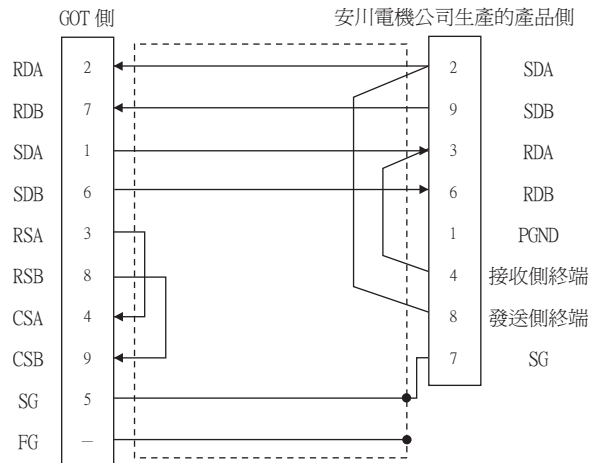 GOT 側 安川電機公司生產的產品側
RDA 2 2 SDA
RDB 7 9 SDB
SDA 1 3 RDA
SDB 6 6 RDB
RSA 3 1 PGND
RSB 8 4 接收側終端
CSA 4 8 發送側終端
CSB 9 7 SG
SG 5
FG －